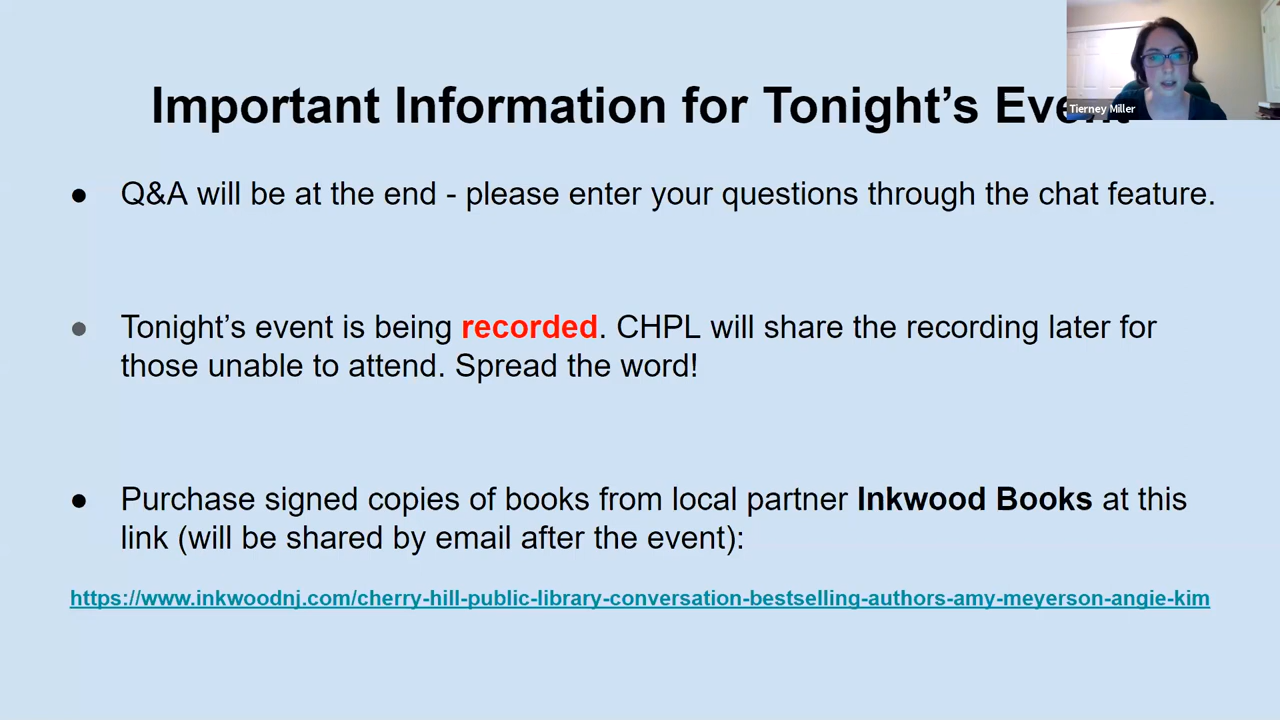 Important Information for Tonight's Event
Tierney Miller
● Q&A will be at the end - please enter your questions through the chat feature.
● Tonight's event is being recorded. CHPL will share the recording later for
those unable to attend. Spread the word!
● Purchase signed copies of books from local partner Inkwood Books at this
link (will be shared by email after the event):
https://www.inkwoodnj.com/cherry-hill-public-library-conversation-bestselling-authors-amy-meyerson-angie-kim